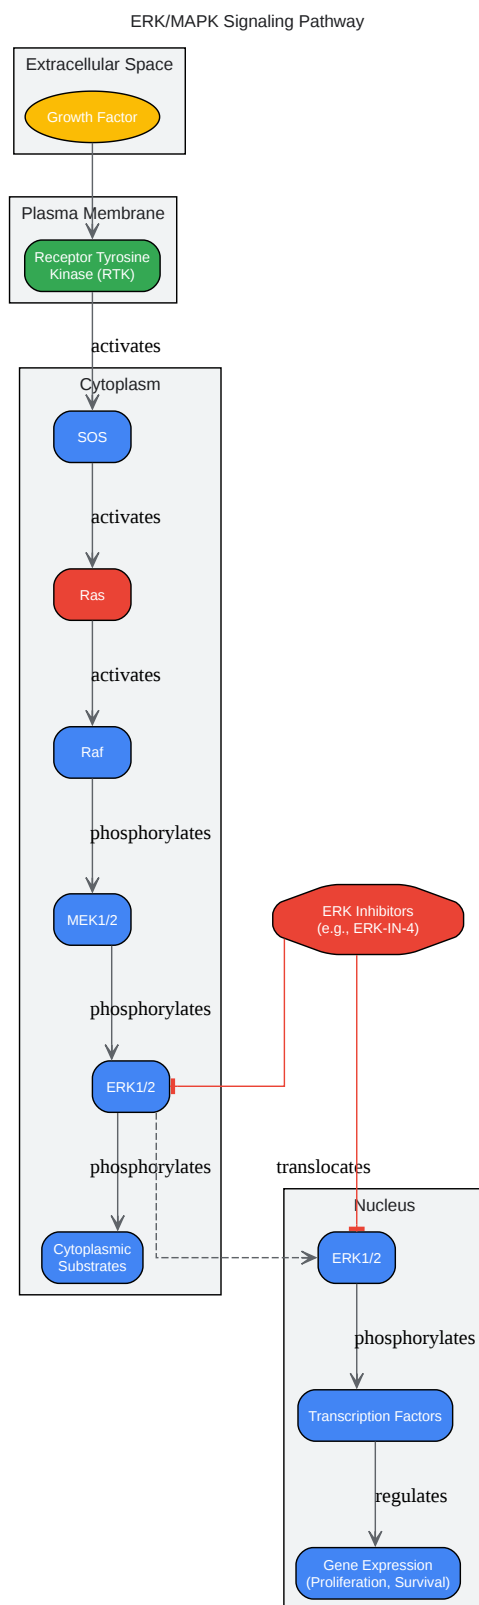 ERK/MAPK Signaling Pathway
Extracellular Space
Growth Factor
Plasma Membrane
Receptor Tyrosine
Kinase (RTK)
activates
Cytoplasm
SOS
activates
Ras
activates
Raf
phosphorylates
MEK1/2
ERK Inhibitors
(e.g., ERK-IN-4)
phosphorylates
ERK1/2
phosphorylates
translocates
Nucleus
Cytoplasmic
Substrates
ERK1/2
phosphorylates
Transcription Factors
regulates
Gene Expression
(Proliferation, Survival)